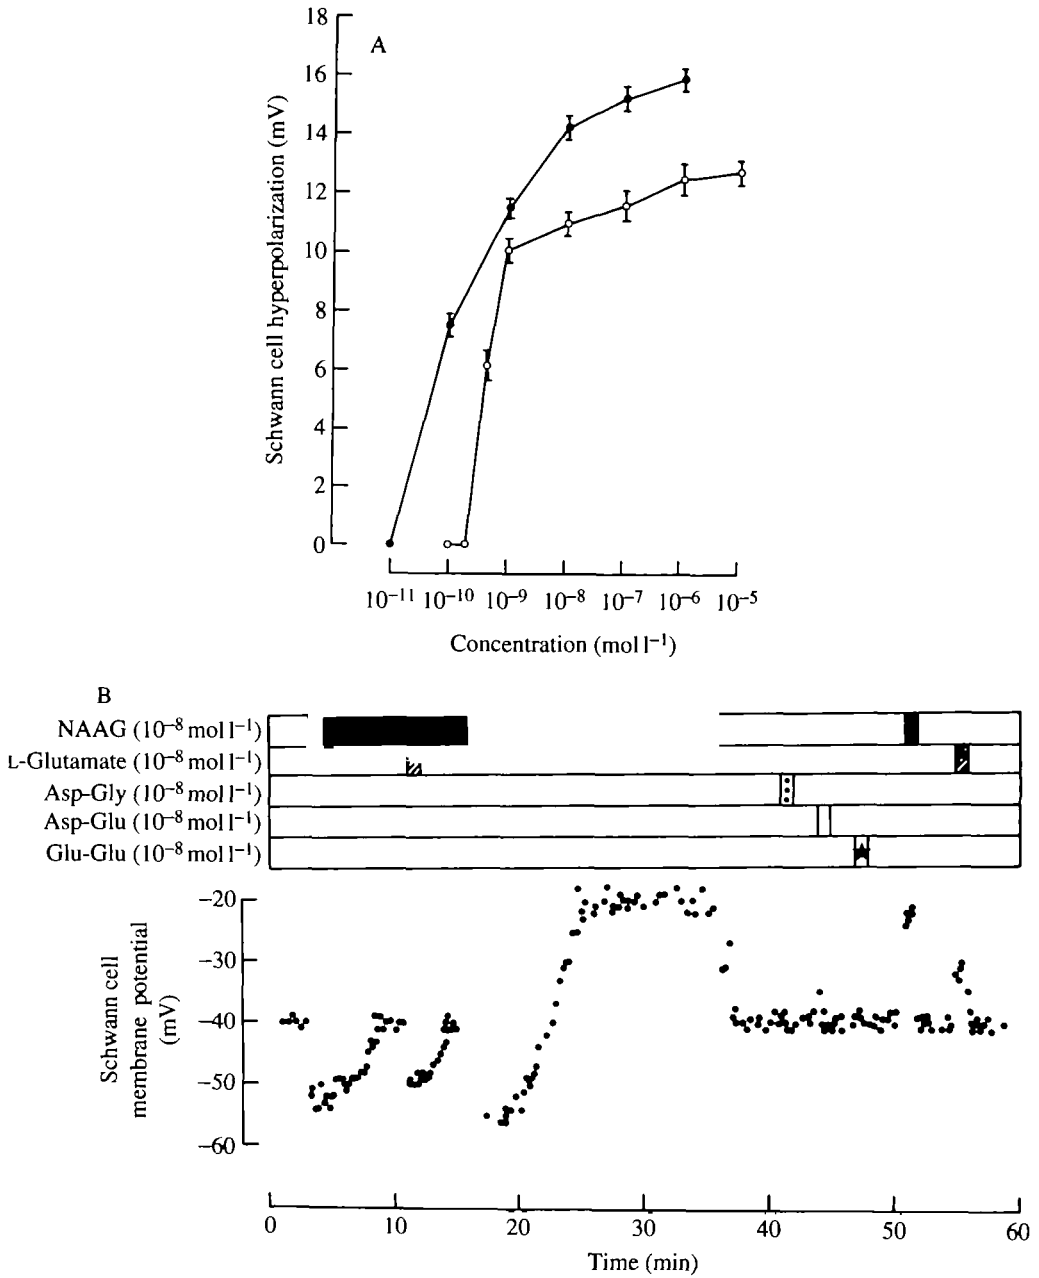 A
18
16
14
12
10
8
6
4
2
0
Schwann cell hyperpolarization (mV)
10⁻¹¹ 10⁻¹⁰ 10⁻⁹ 10⁻⁸ 10⁻⁷ 10⁻⁶ 10⁻⁵
Concentration (mol l⁻¹)
B
NAAG (10⁻⁸ mol l⁻¹)
L-Glutamate (10⁻⁸ mol l⁻¹)
Asp-Gly (10⁻⁸ mol l⁻¹)
Asp-Glu (10⁻⁸ mol l⁻¹)
Glu-Glu (10⁻⁸ mol l⁻¹)
−20
−30
−40
−50
−60
Schwann cell
membrane potential
(mV)
0 10 20 30 40 50 60
Time (min)